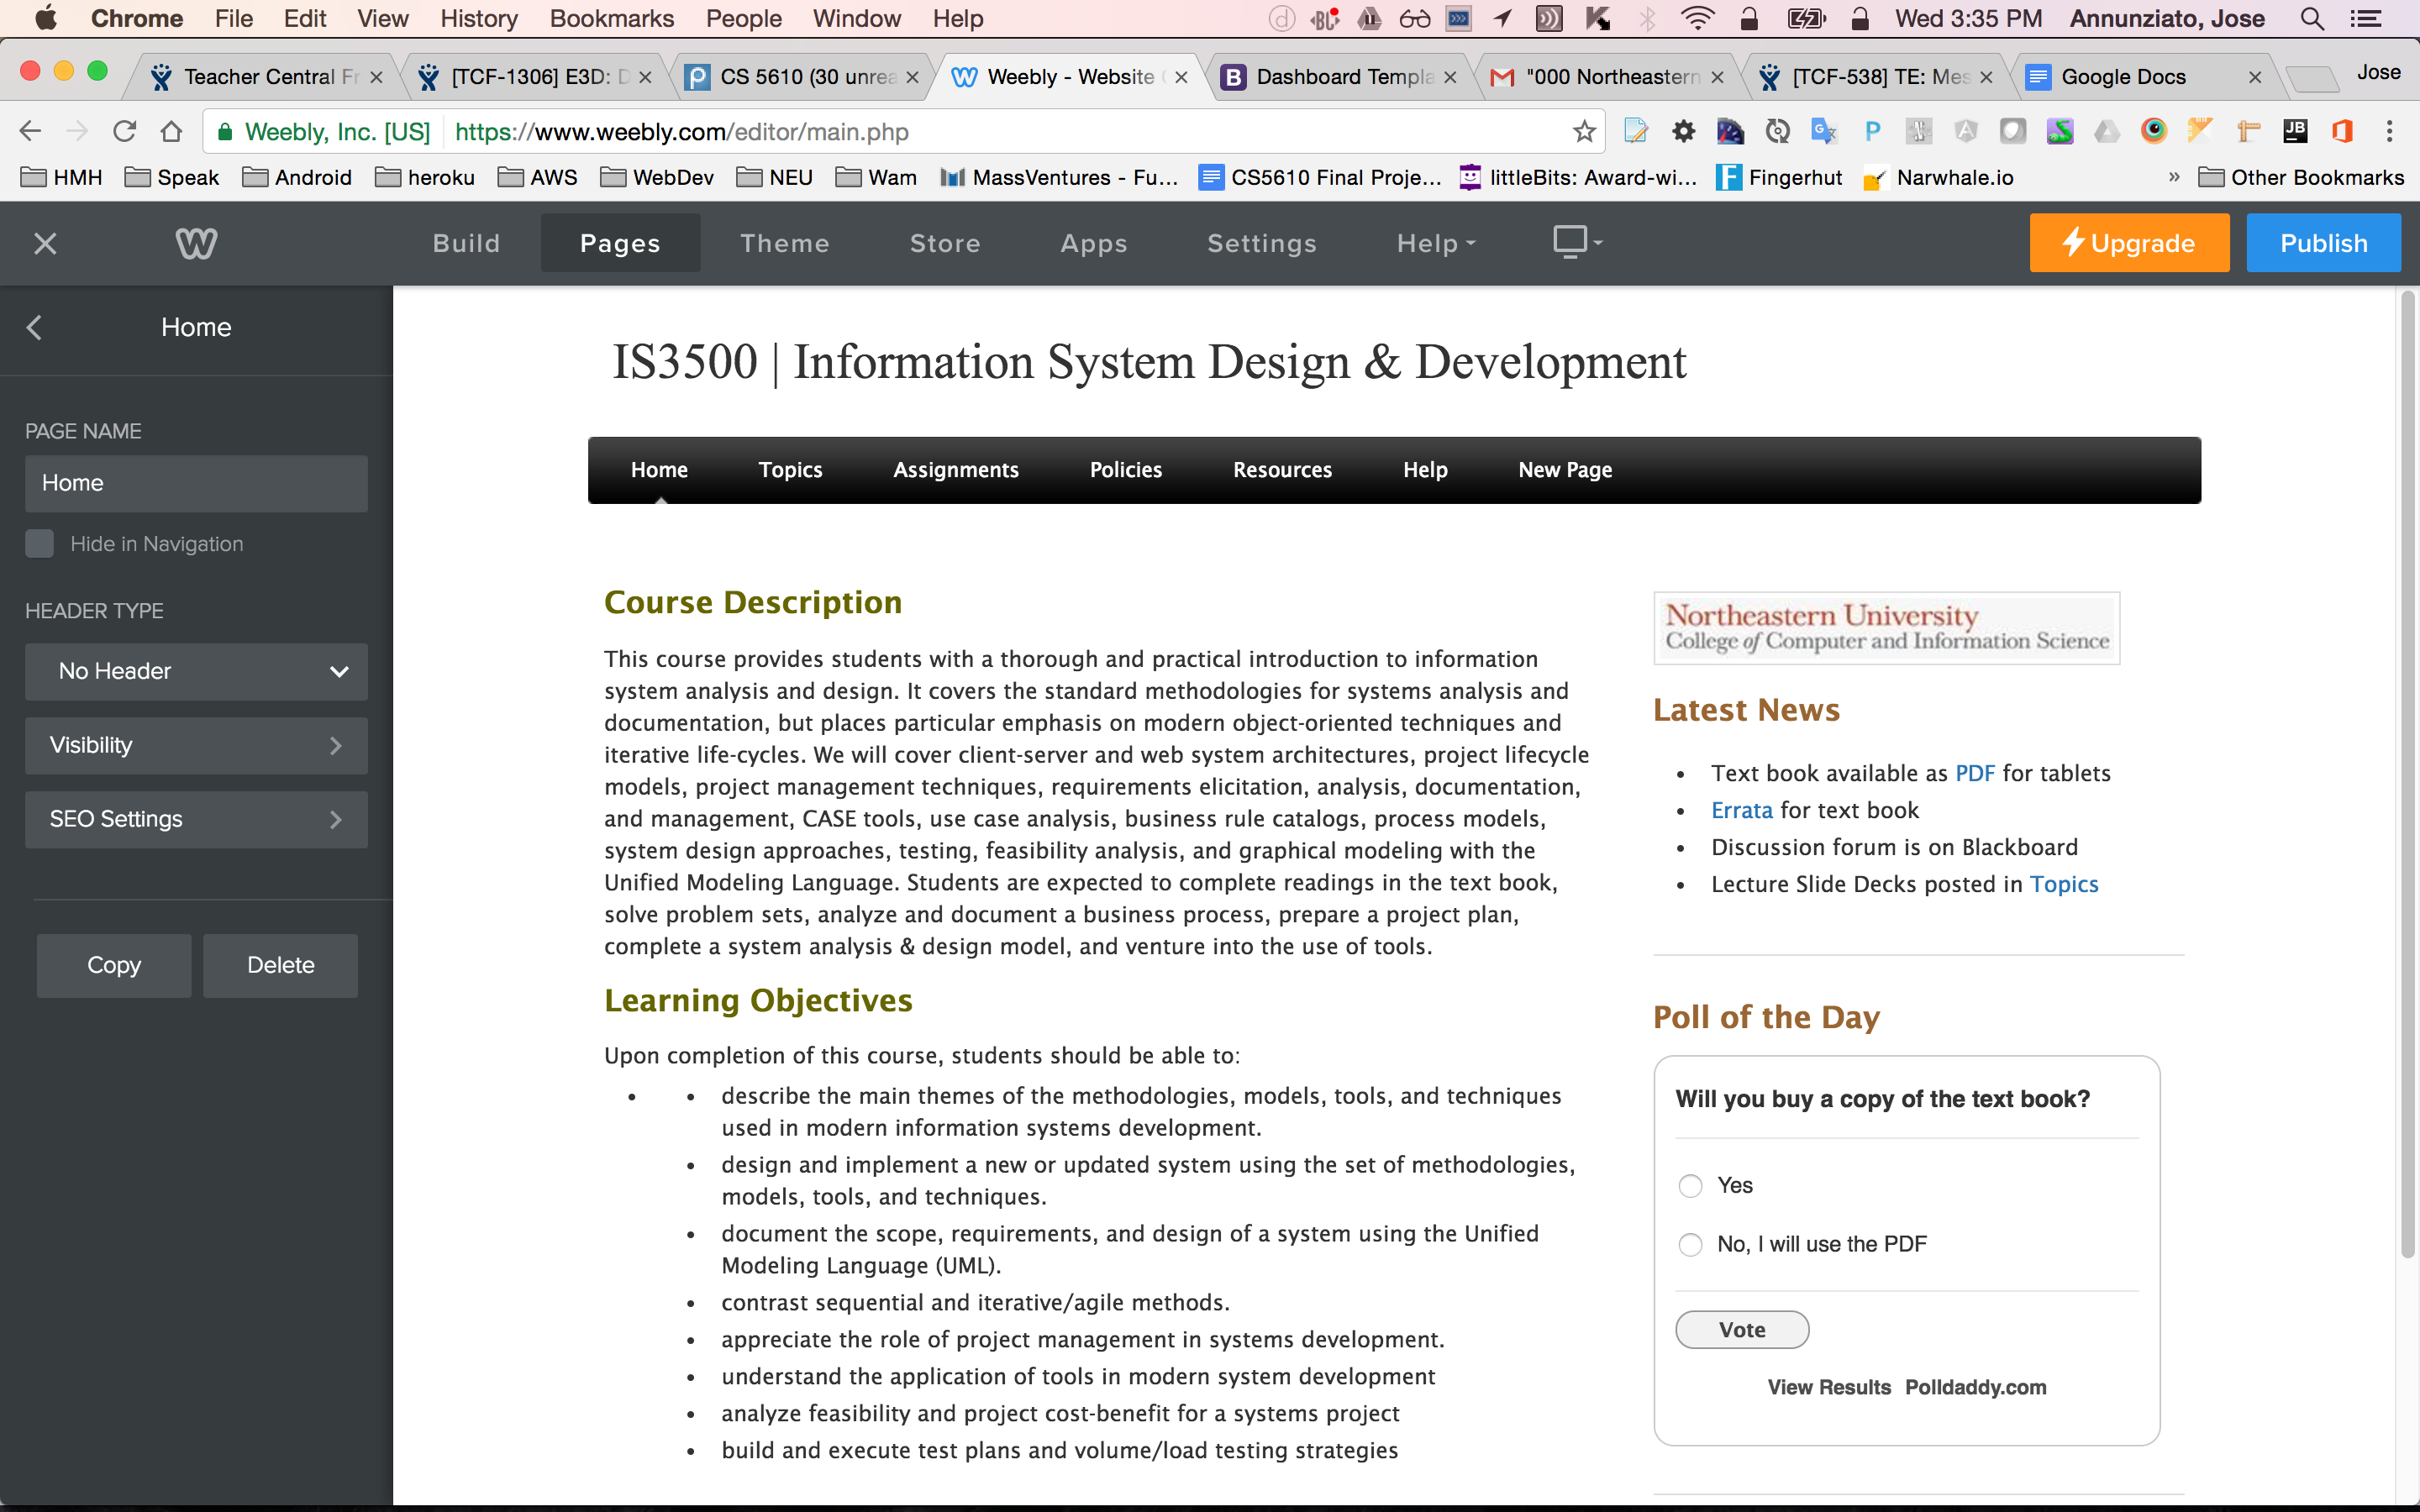 Chrome File Edit View History Bookmarks People Window Help Wed 3:35 PM Annunziato, Jose
Teacher Central Fr [TCF-1306] E3D: D CS 5610 (30 unrea Weebly - Website Dashboard Templa "000 Northeastern [TCF-538] TE: Mes Google Docs Jose
Weebly, Inc. [US] https://www.weebly.com/editor/main.php
HMH Speak Android heroku AWS WebDev NEU Wam MassVentures - Fu... CS5610 Final Proje... littleBits: Award-wi... Fingerhut Narwhale.io » Other Bookmarks
Build Pages Theme Store Apps Settings Help Upgrade Publish
Home
PAGE NAME
Home
Hide in Navigation
HEADER TYPE
No Header
Visibility
SEO Settings
Copy Delete
IS3500 | Information System Design & Development
Home Topics Assignments Policies Resources Help New Page
Course Description
This course provides students with a thorough and practical introduction to information
system analysis and design. It covers the standard methodologies for systems analysis and
documentation, but places particular emphasis on modern object-oriented techniques and
iterative life-cycles. We will cover client-server and web system architectures, project lifecycle
models, project management techniques, requirements elicitation, analysis, documentation,
and management, CASE tools, use case analysis, business rule catalogs, process models,
system design approaches, testing, feasibility analysis, and graphical modeling with the
Unified Modeling Language. Students are expected to complete readings in the text book,
solve problem sets, analyze and document a business process, prepare a project plan,
complete a system analysis & design model, and venture into the use of tools.
Learning Objectives
Upon completion of this course, students should be able to:
• • describe the main themes of the methodologies, models, tools, and techniques
used in modern information systems development.
• design and implement a new or updated system using the set of methodologies,
models, tools, and techniques.
• document the scope, requirements, and design of a system using the Unified
Modeling Language (UML).
• contrast sequential and iterative/agile methods.
• appreciate the role of project management in systems development.
• understand the application of tools in modern system development
• analyze feasibility and project cost-benefit for a systems project
• build and execute test plans and volume/load testing strategies
Northeastern University
College of Computer and Information Science
Latest News
• Text book available as PDF for tablets
• Errata for text book
• Discussion forum is on Blackboard
• Lecture Slide Decks posted in Topics
Poll of the Day
Will you buy a copy of the text book?
Yes
No, I will use the PDF
Vote
View Results Polldaddy.com